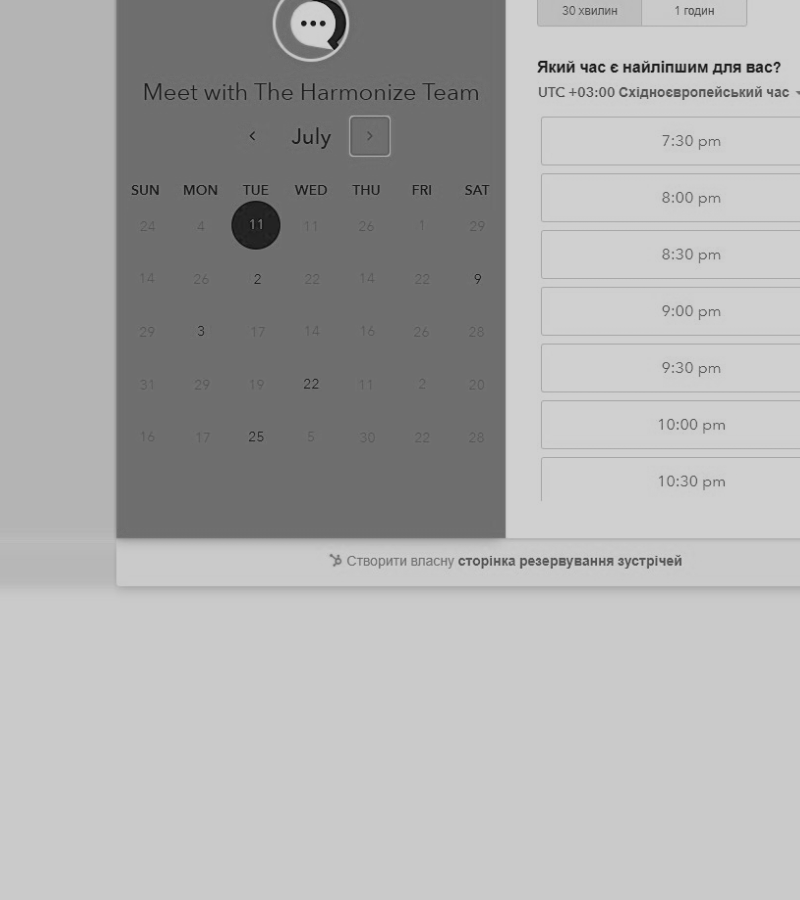 30 хвилин 1 годин
Який час є найліпшим для вас?
UTC +03:00 Східноєвропейський час
Meet with The Harmonize Team
July
SUN MON TUE WED THU FRI SAT
24 4 11 11 26 1 29
14 26 2 22 14 22 9
29 3 17 14 16 26 28
31 29 19 22 11 2 20
16 17 25 5 30 22 28
7:30 pm
8:00 pm
8:30 pm
9:00 pm
9:30 pm
10:00 pm
10:30 pm
Створити власну сторінка резервування зустрічей